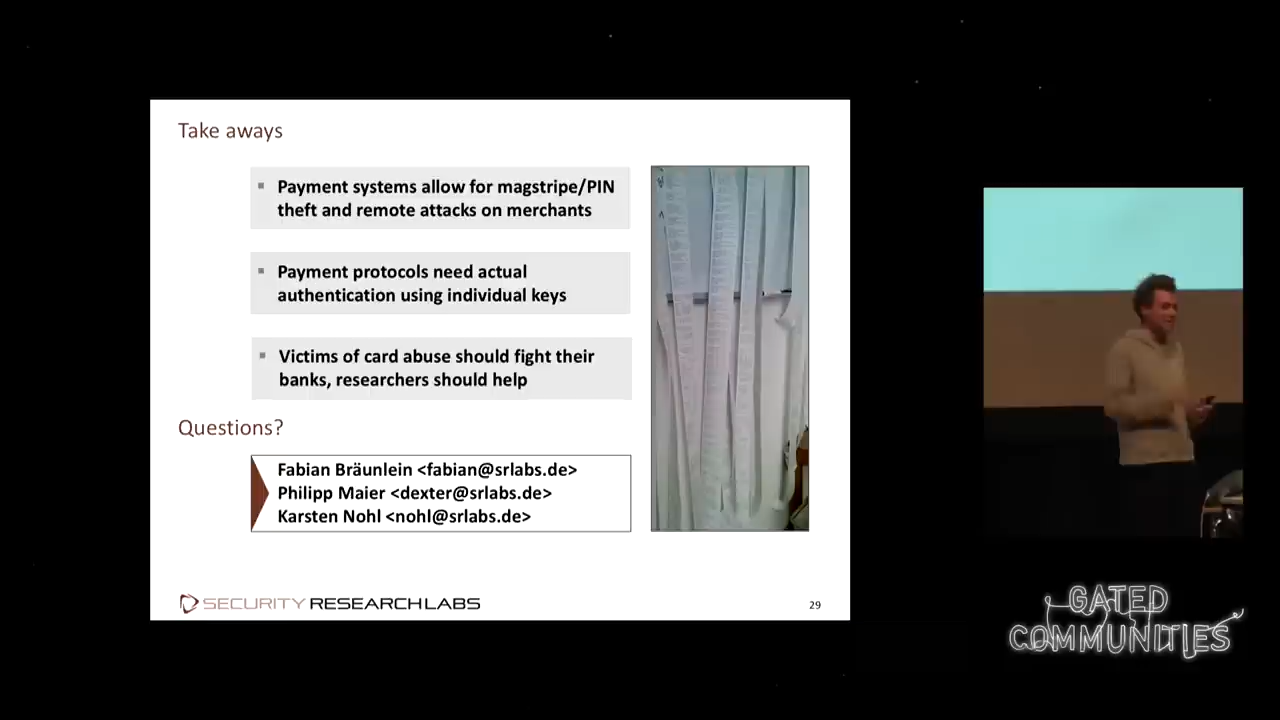 Take aways
▪ Payment systems allow for magstripe/PIN
theft and remote attacks on merchants
▪ Payment protocols need actual
authentication using individual keys
▪ Victims of card abuse should fight their
banks, researchers should help
Questions?
Fabian Bräunlein <fabian@srlabs.de>
Philipp Maier <dexter@srlabs.de>
Karsten Nohl <nohl@srlabs.de>
SECURITY RESEARCH LABS
29
GATED
COMMUNITIES